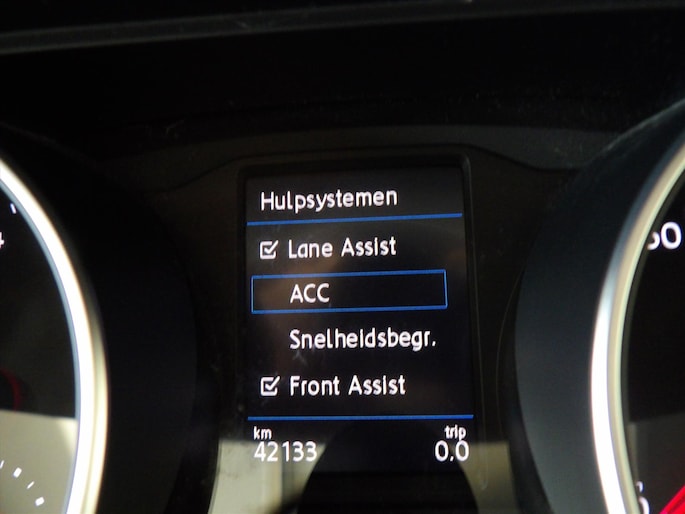 Hulpsystemen
Lane Assist
ACC
Snelheidsbegr.
Front Assist
km trip
42133 0.0